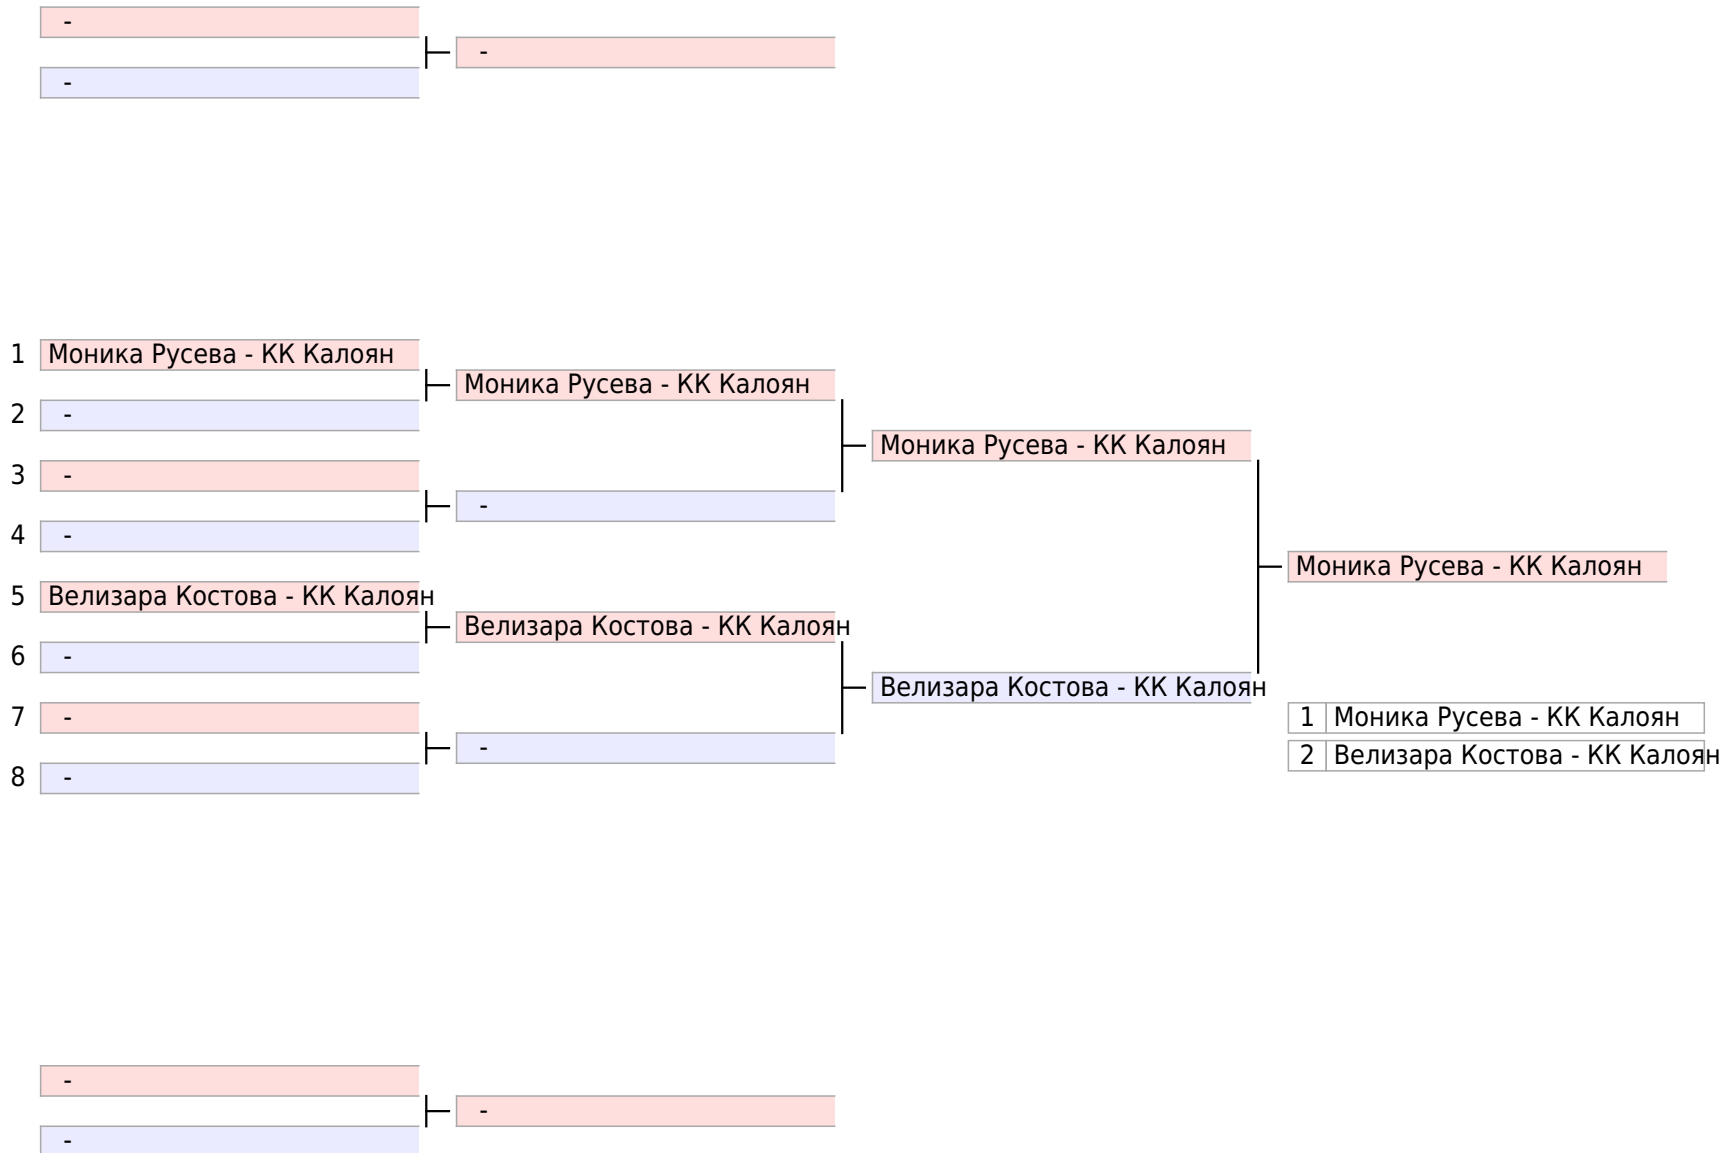 -
-
-
1 Моника Русева - КК Калоян
Моника Русева - КК Калоян
2 -
Моника Русева - КК Калоян
3 -
-
4 -
Моника Русева - КК Калоян
5 Велизара Костова - КК Калоян
Велизара Костова - КК Калоян
6 -
Велизара Костова - КК Калоян
7 -
1 Моника Русева - КК Калоян
-
2 Велизара Костова - КК Калоян
8 -
-
-
-